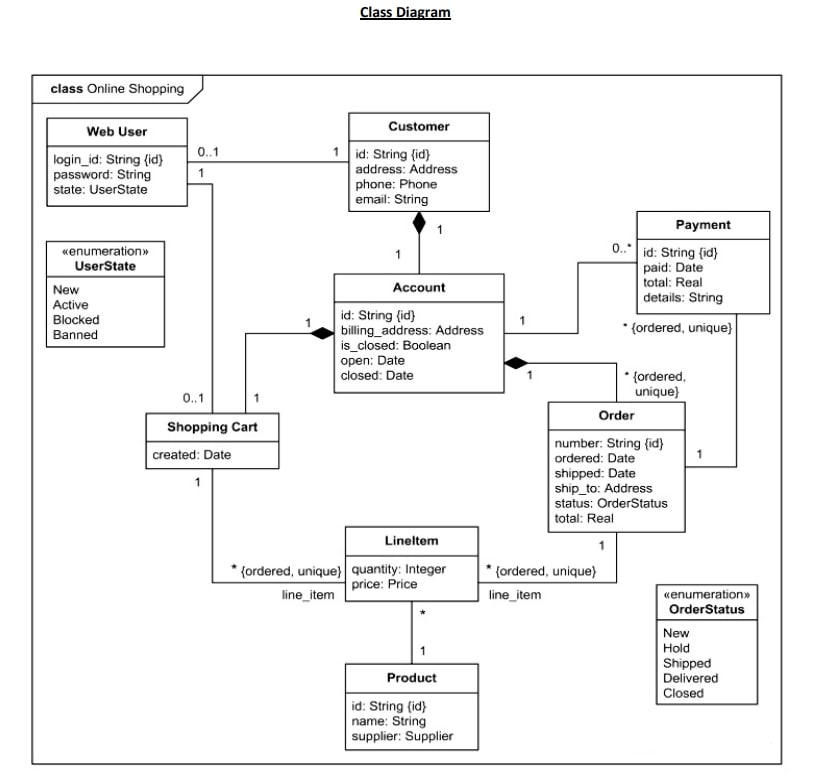 Class Diagram
class Online Shopping
Web User
login_id: String {id}
password: String
state: UserState
0..1
1
1
Customer
id: String {id}
address: Address
phone: Phone
email: String
1
1
«enumeration»
UserState
New
Active
Blocked
Banned
Account
id: String {id}
billing_address: Address
is_closed: Boolean
open: Date
closed: Date
1
1
1
0..*
Payment
id: String {id}
paid: Date
total: Real
details: String
* {ordered, unique}
* {ordered,
unique}
0..1
1
Shopping Cart
created: Date
1
Order
number: String {id}
ordered: Date
shipped: Date
ship_to: Address
status: OrderStatus
total: Real
1
1
LineItem
quantity: Integer
price: Price
* {ordered, unique}
line_item
* {ordered, unique}
line_item
*
1
Product
id: String {id}
name: String
supplier: Supplier
«enumeration»
OrderStatus
New
Hold
Shipped
Delivered
Closed